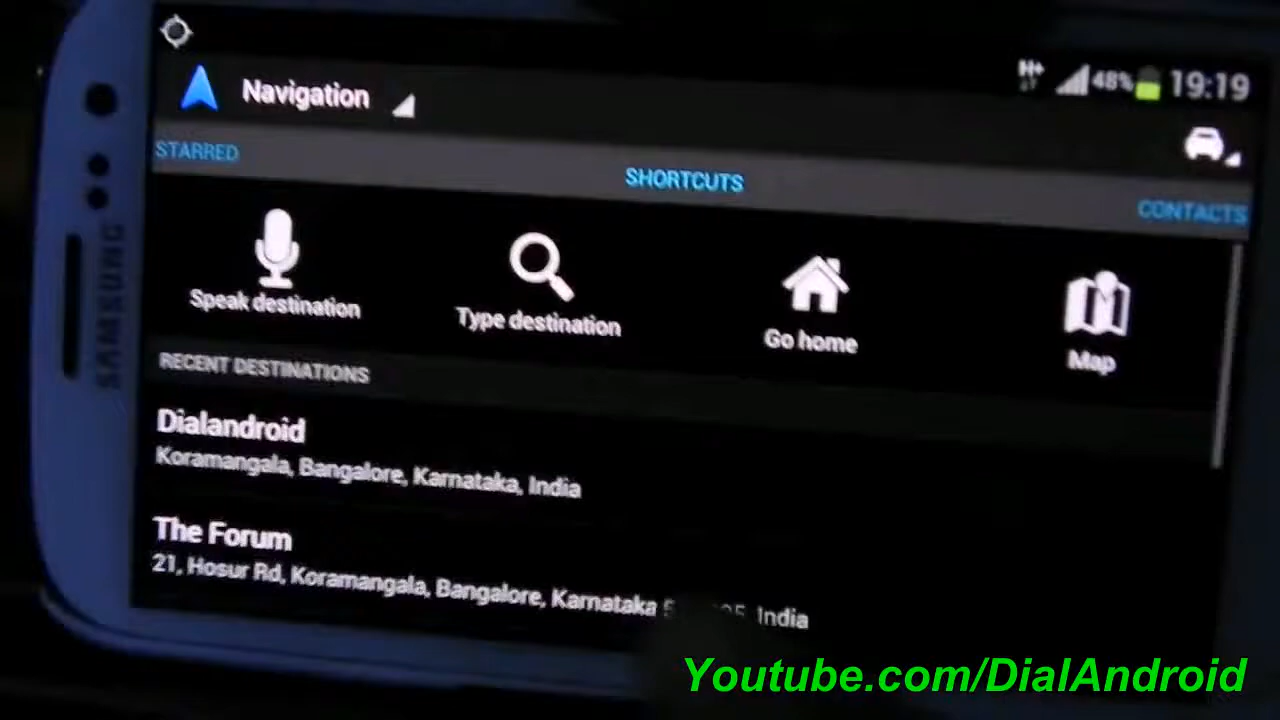 H+
48%
19:19
Navigation
STARRED
SHORTCUTS
CONTACTS
SAMSUNG
Speak destination
Type destination
Go home
Map
RECENT DESTINATIONS
Dialandroid
Koramangala, Bangalore, Karnataka, India
The Forum
21, Hosur Rd, Koramangala, Bangalore, Karnataka India
Youtube.com/DialAndroid